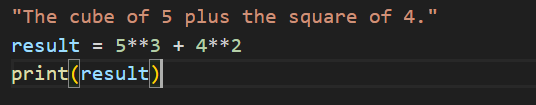 "The cube of 5 plus the square of 4."
result = 5**3 + 4**2
print(result)